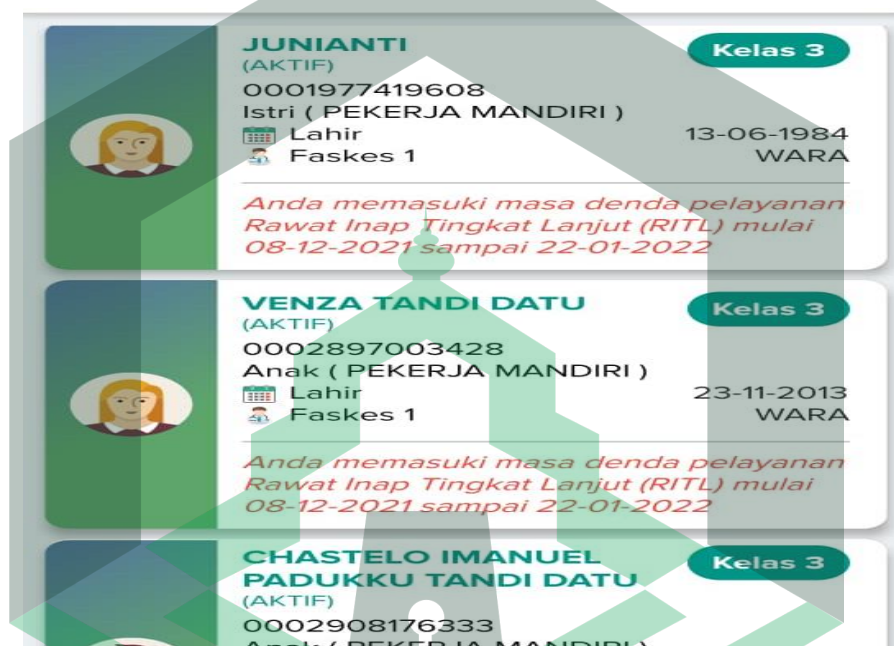 JUNIANTI
Kelas 3
(AKTIF)
0001977419608
Istri ( PEKERJA MANDIRI )
Lahir 13-06-1984
Faskes 1 WARA
Anda memasuki masa denda pelayanan
Rawat Inap Tingkat Lanjut (RITL) mulai
08-12-2021 sampai 22-01-2022
VENZA TANDI DATU
Kelas 3
(AKTIF)
0002897003428
Anak ( PEKERJA MANDIRI )
Lahir 23-11-2013
Faskes 1 WARA
Anda memasuki masa denda pelayanan
Rawat Inap Tingkat Lanjut (RITL) mulai
08-12-2021 sampai 22-01-2022
CHASTELO IMANUEL
Kelas 3
PADUKKU TANDI DATU
(AKTIF)
0002908176333
Anak ( PEKERJA MANDIRI )